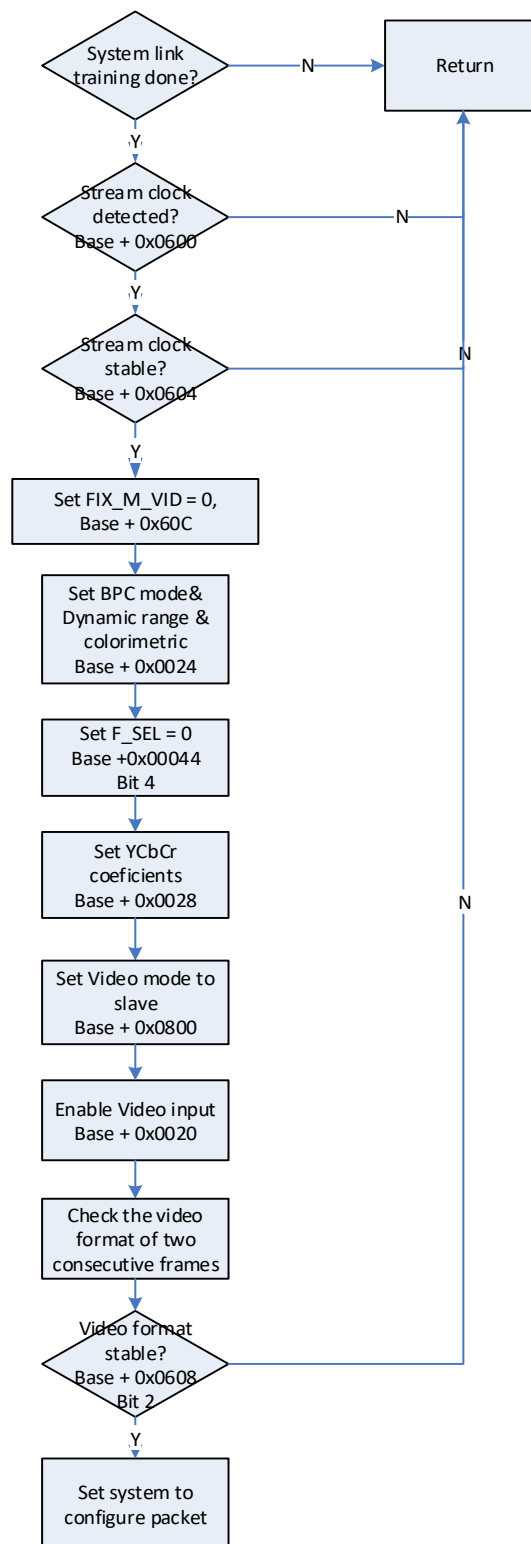 System link
training done?
N
Return
Y
Stream clock
detected?
Base + 0x0600
N
Y
Stream clock
stable?
Base + 0x0604
N
Y
Set FIX_M_VID = 0,
Base + 0x60C
Set BPC mode&
Dynamic range &
colorimetric
Base + 0x0024
Set F_SEL = 0
Base +0x00044
Bit 4
Set YCbCr
coeficients
Base + 0x0028
N
Set Video mode to
slave
Base + 0x0800
Enable Video input
Base + 0x0020
Check the video
format of two
consecutive frames
Video format
stable?
Base + 0x0608
Bit 2
Y
Set system to
configure packet